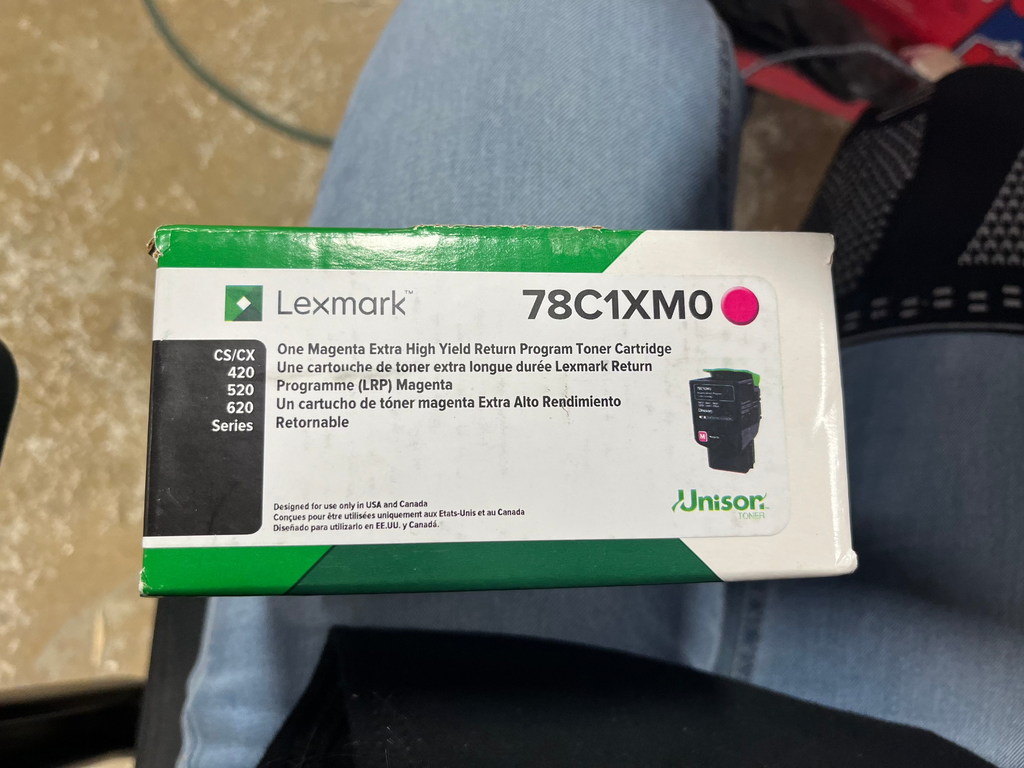 Lexmark™
78C1XM0
CS/CX
420
520
620
Series
One Magenta Extra High Yield Return Program Toner Cartridge
Une cartouche de toner extra longue durée Lexmark Return
Programme (LRP) Magenta
Un cartucho de tóner magenta Extra Alto Rendimiento
Retornable
Unison
M
Designed for use only in USA and Canada
Conçues pour être utilisées uniquement aux Etats-Unis et au Canada
Diseñado para utilizarlo en EE.UU. y Canadá.
Unison™
TONER